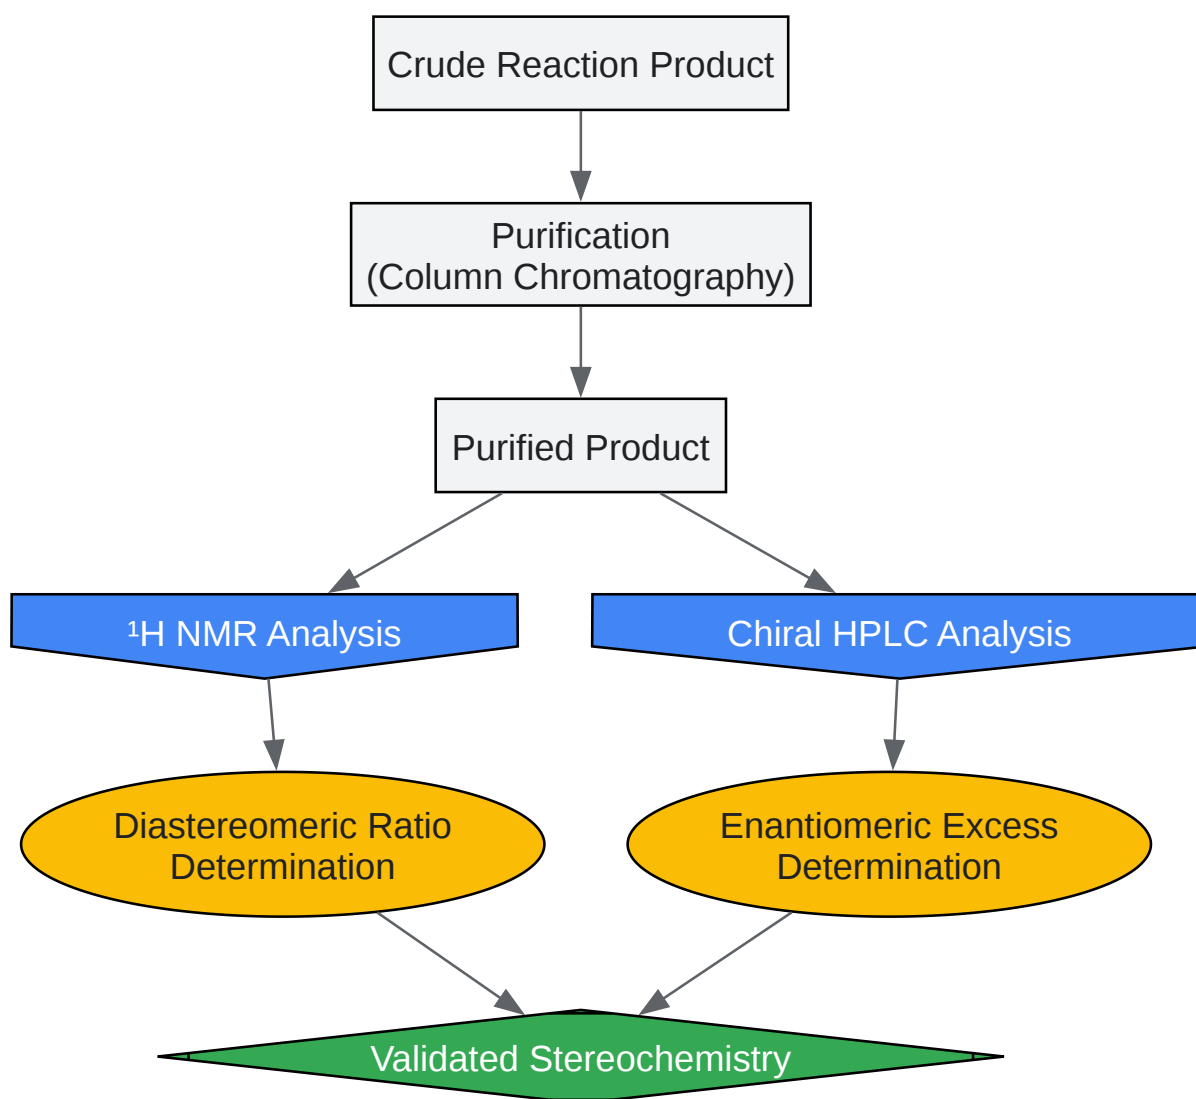 Crude Reaction Product
Purification
(Column Chromatography)
Purified Product
¹H NMR Analysis
Chiral HPLC Analysis
Diastereomeric Ratio
Determination
Enantiomeric Excess
Determination
Validated Stereochemistry